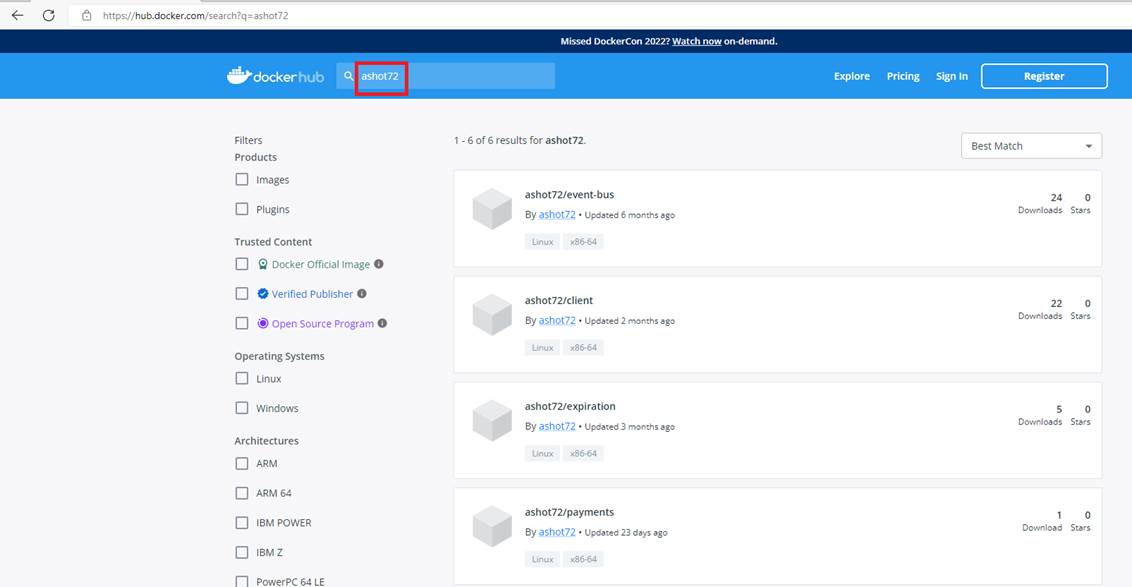 https://hub.docker.com/search?q=ashot72
Missed DockerCon 2022? Watch now on-demand.
dockerhub
ashot72
Explore
Pricing
Sign In
Register
Filters
Products
Images
Plugins
Trusted Content
Docker Official Image
Verified Publisher
Open Source Program
Operating Systems
Linux
Windows
Architectures
ARM
ARM 64
IBM POWER
IBM Z
PowerPC 64 LE
1 - 6 of 6 results for ashot72.
Best Match
ashot72/event-bus
By ashot72 • Updated 6 months ago
Linux x86-64
24 0
Downloads Stars
ashot72/client
By ashot72 • Updated 2 months ago
Linux x86-64
22 0
Downloads Stars
ashot72/expiration
By ashot72 • Updated 3 months ago
Linux x86-64
5 0
Downloads Stars
ashot72/payments
By ashot72 • Updated 23 days ago
Linux x86-64
1 0
Download Stars